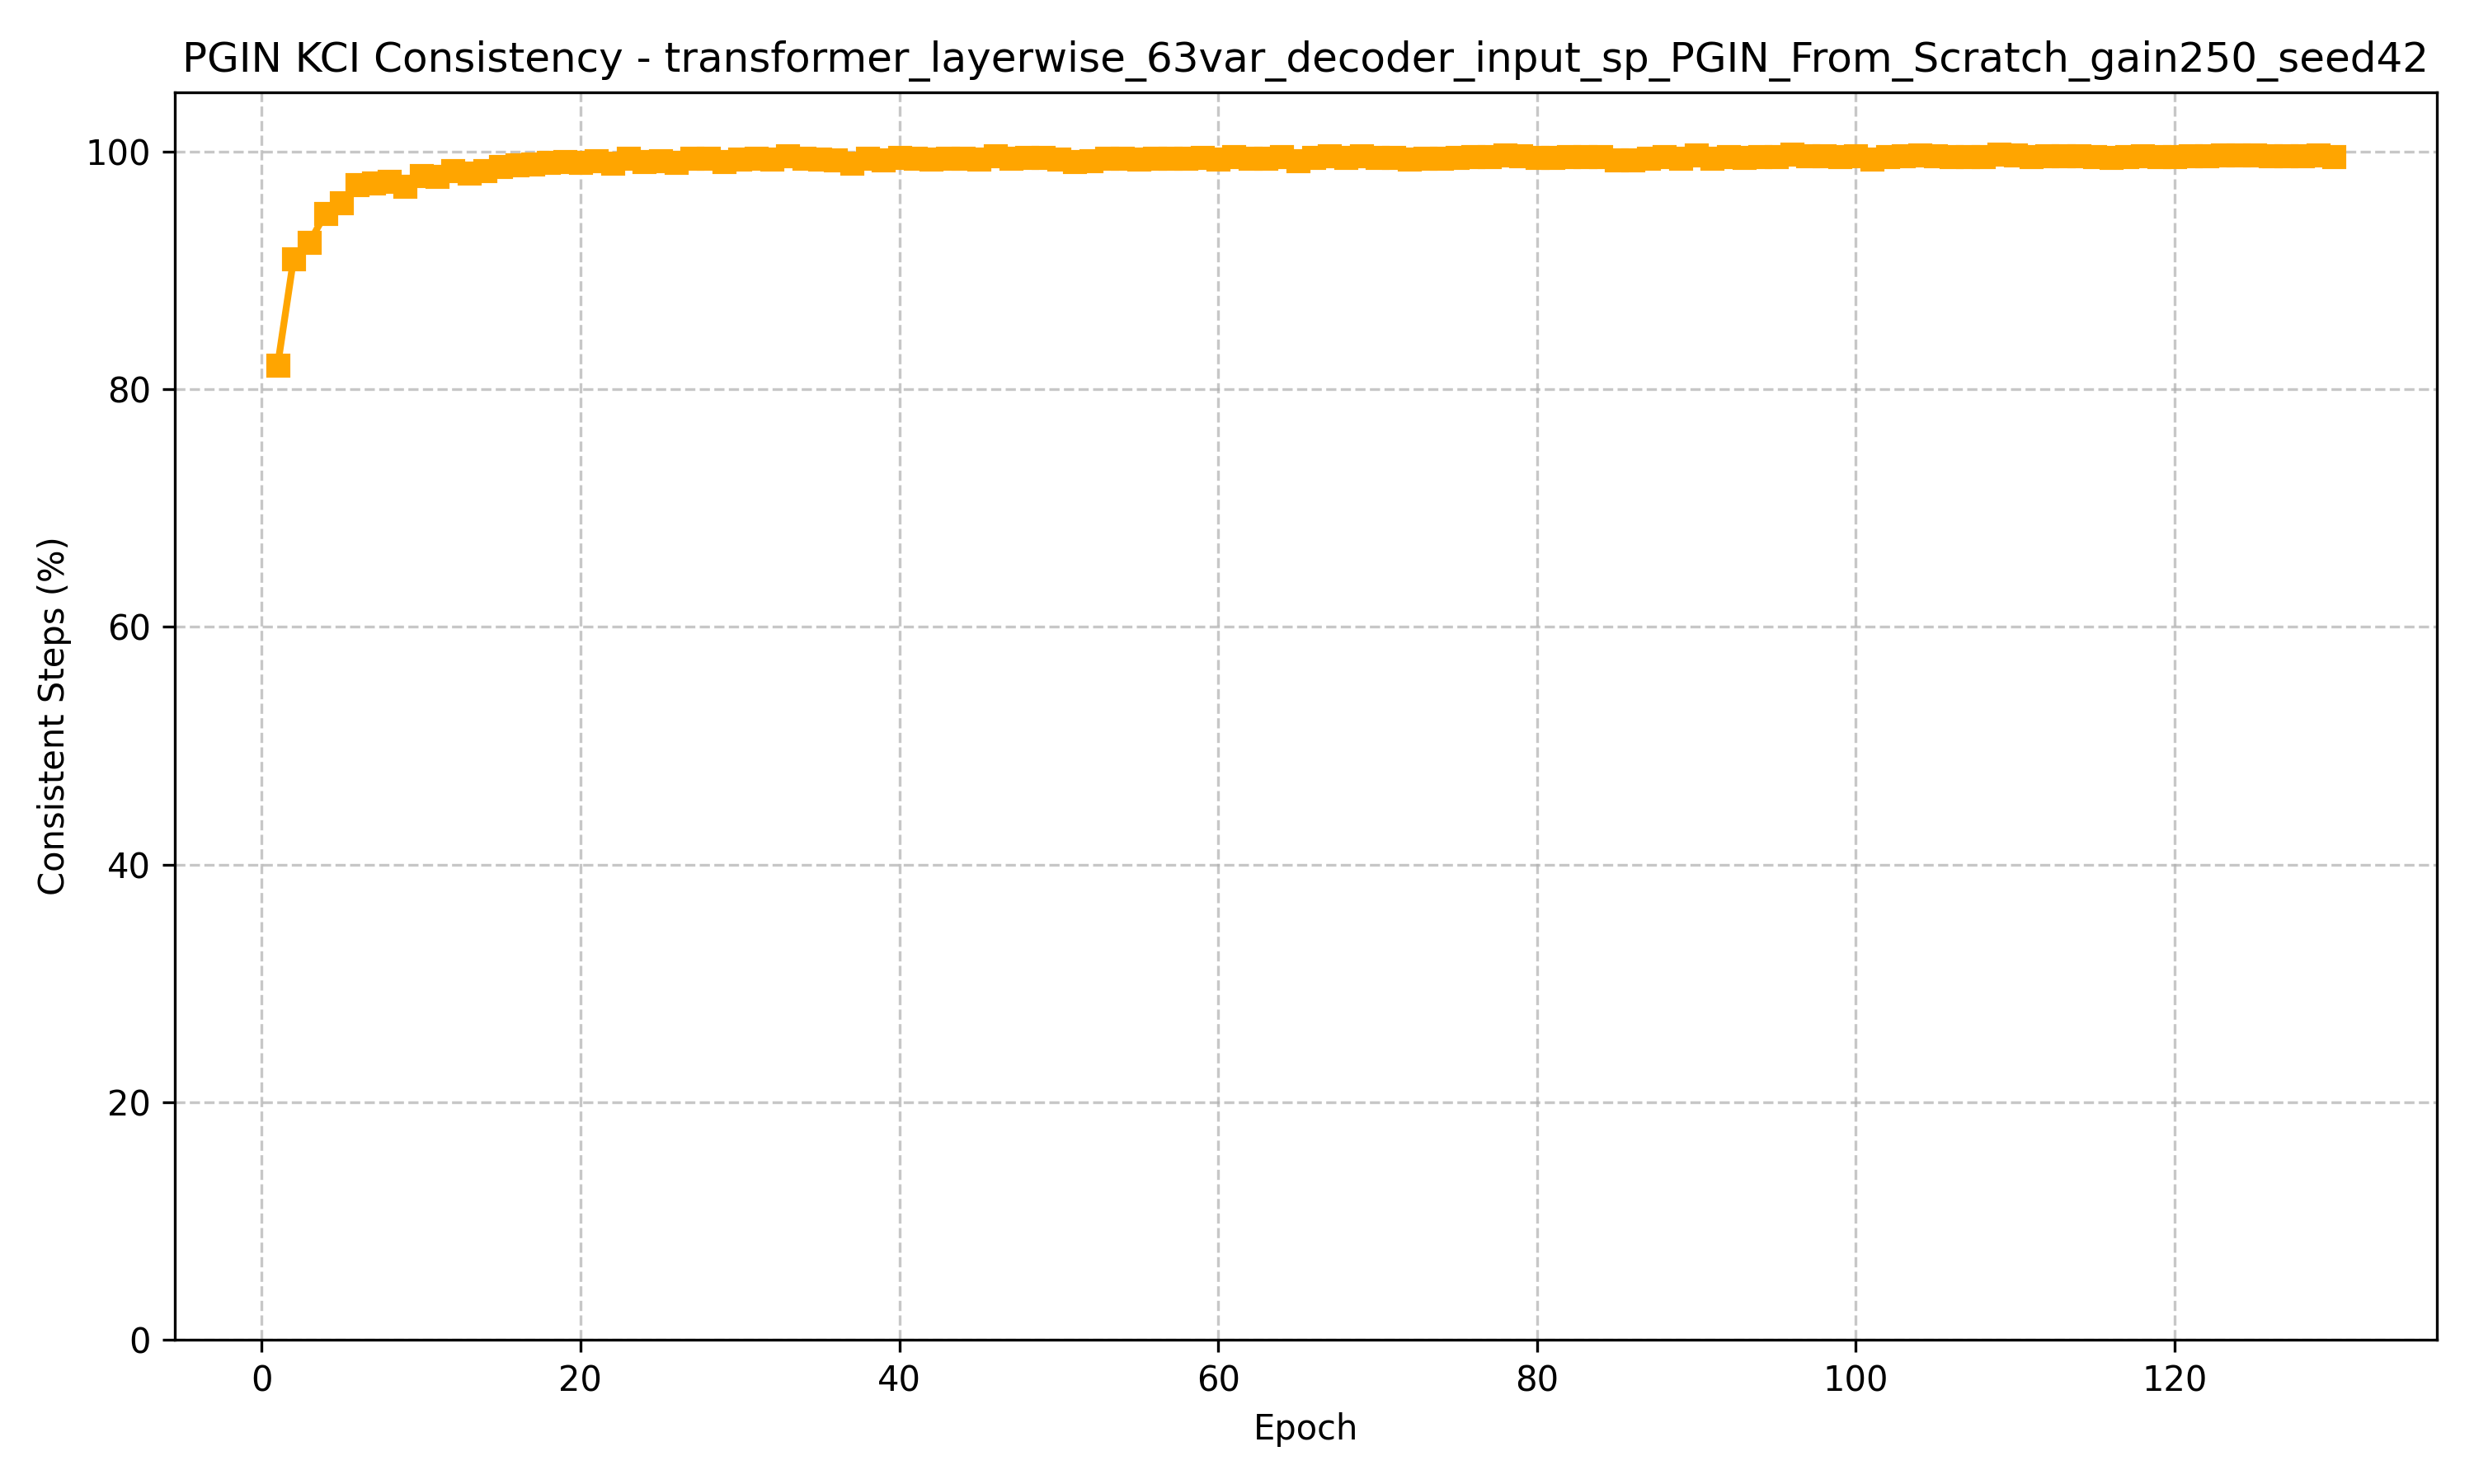 PGIN KCI Consistency - transformer_layerwise_63var_decoder_input_sp_PGIN_From_Scratch_gain250_seed42
Consistent Steps (%)
100
80
60
40
20
0
0 20 40 60 80 100 120
Epoch